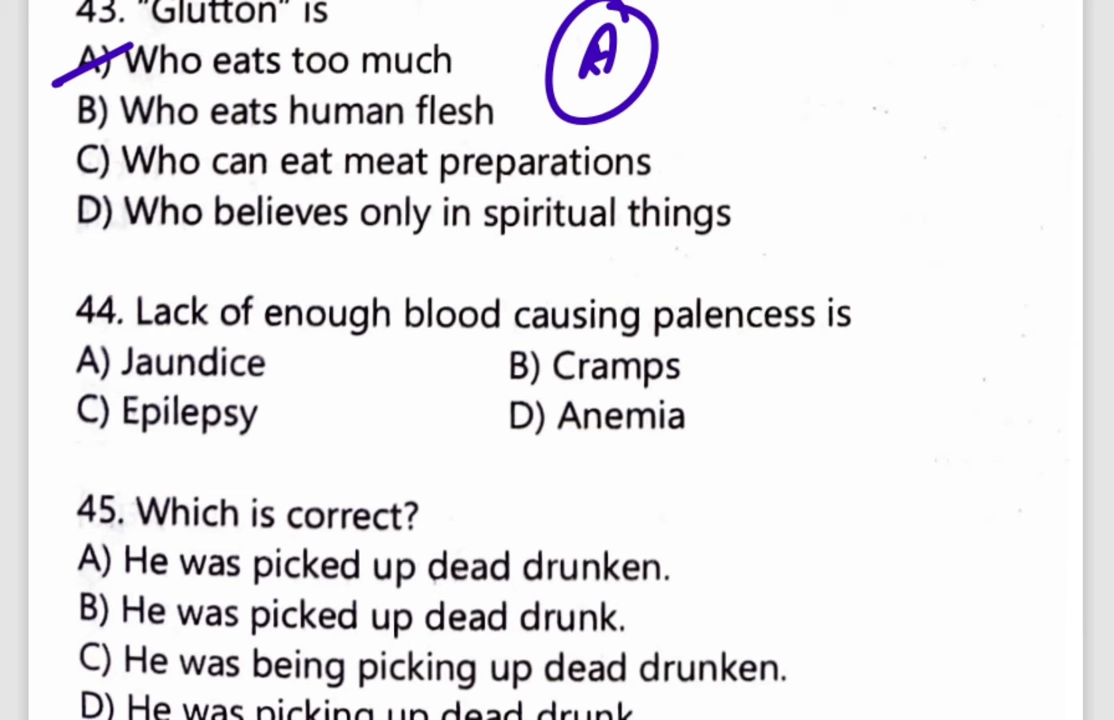 43. "Glutton" is
A) Who eats too much
A
B) Who eats human flesh
C) Who can eat meat preparations
D) Who believes only in spiritual things
44. Lack of enough blood causing palencess is
A) Jaundice B) Cramps
C) Epilepsy D) Anemia
45. Which is correct?
A) He was picked up dead drunken.
B) He was picked up dead drunk.
C) He was being picking up dead drunken.
D) He was picking up dead drunk